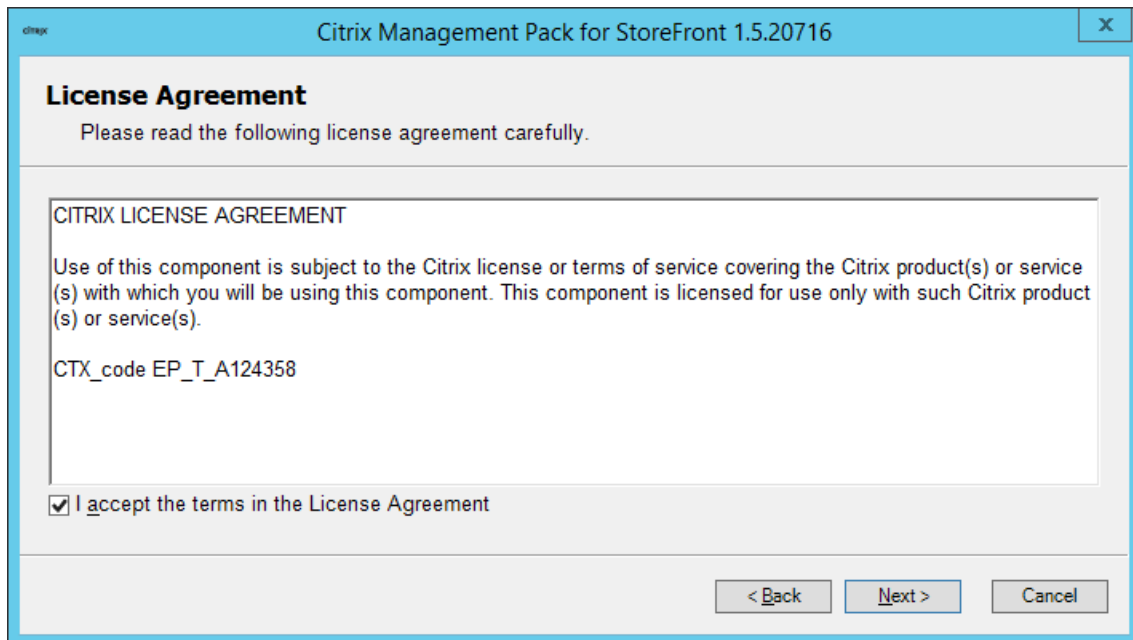 citrix
Citrix Management Pack for StoreFront 1.5.20716
x
License Agreement
Please read the following license agreement carefully.
CITRIX LICENSE AGREEMENT
Use of this component is subject to the Citrix license or terms of service covering the Citrix product(s) or service
(s) with which you will be using this component. This component is licensed for use only with such Citrix product
(s) or service(s).
CTX_code EP_T_A124358
I accept the terms in the License Agreement
< Back
Next >
Cancel